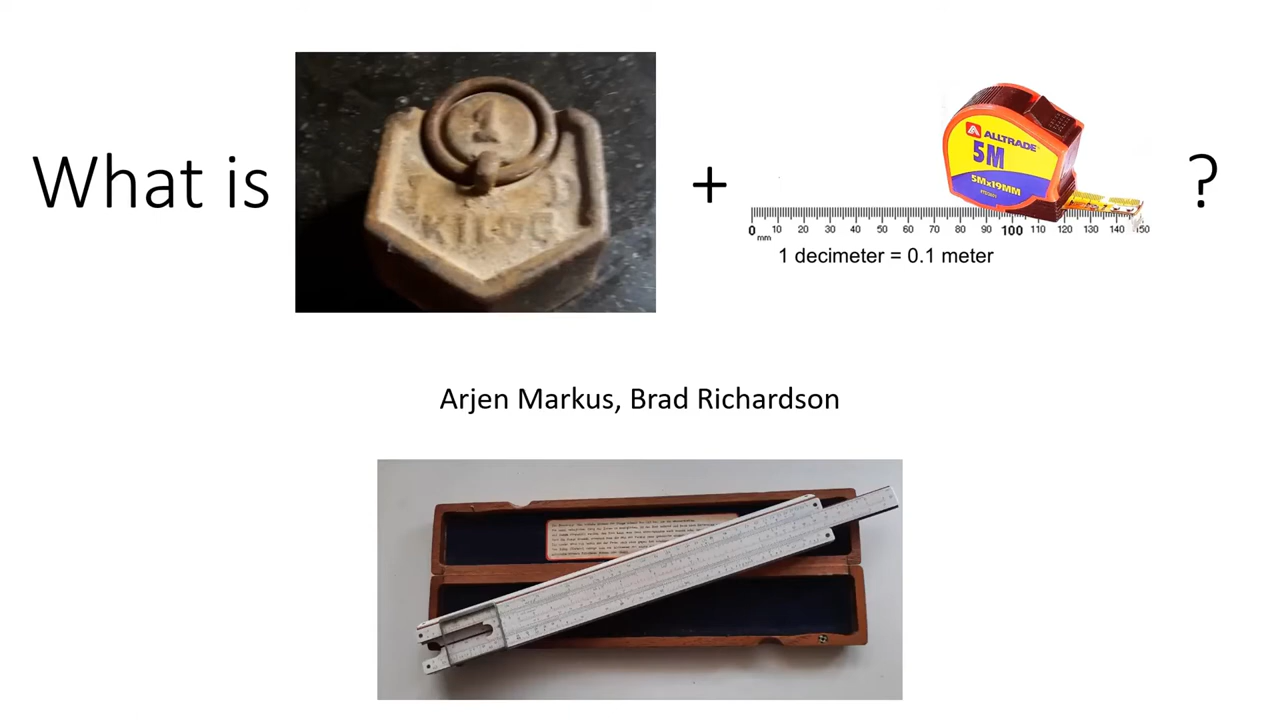 What is
1
KILOG
+
ALLTRADE
5M
5Mx19MM
?
0 10 20 30 40 50 60 70 80 90 100 110 120 130 140 150
mm
1 decimeter = 0.1 meter
Arjen Markus, Brad Richardson